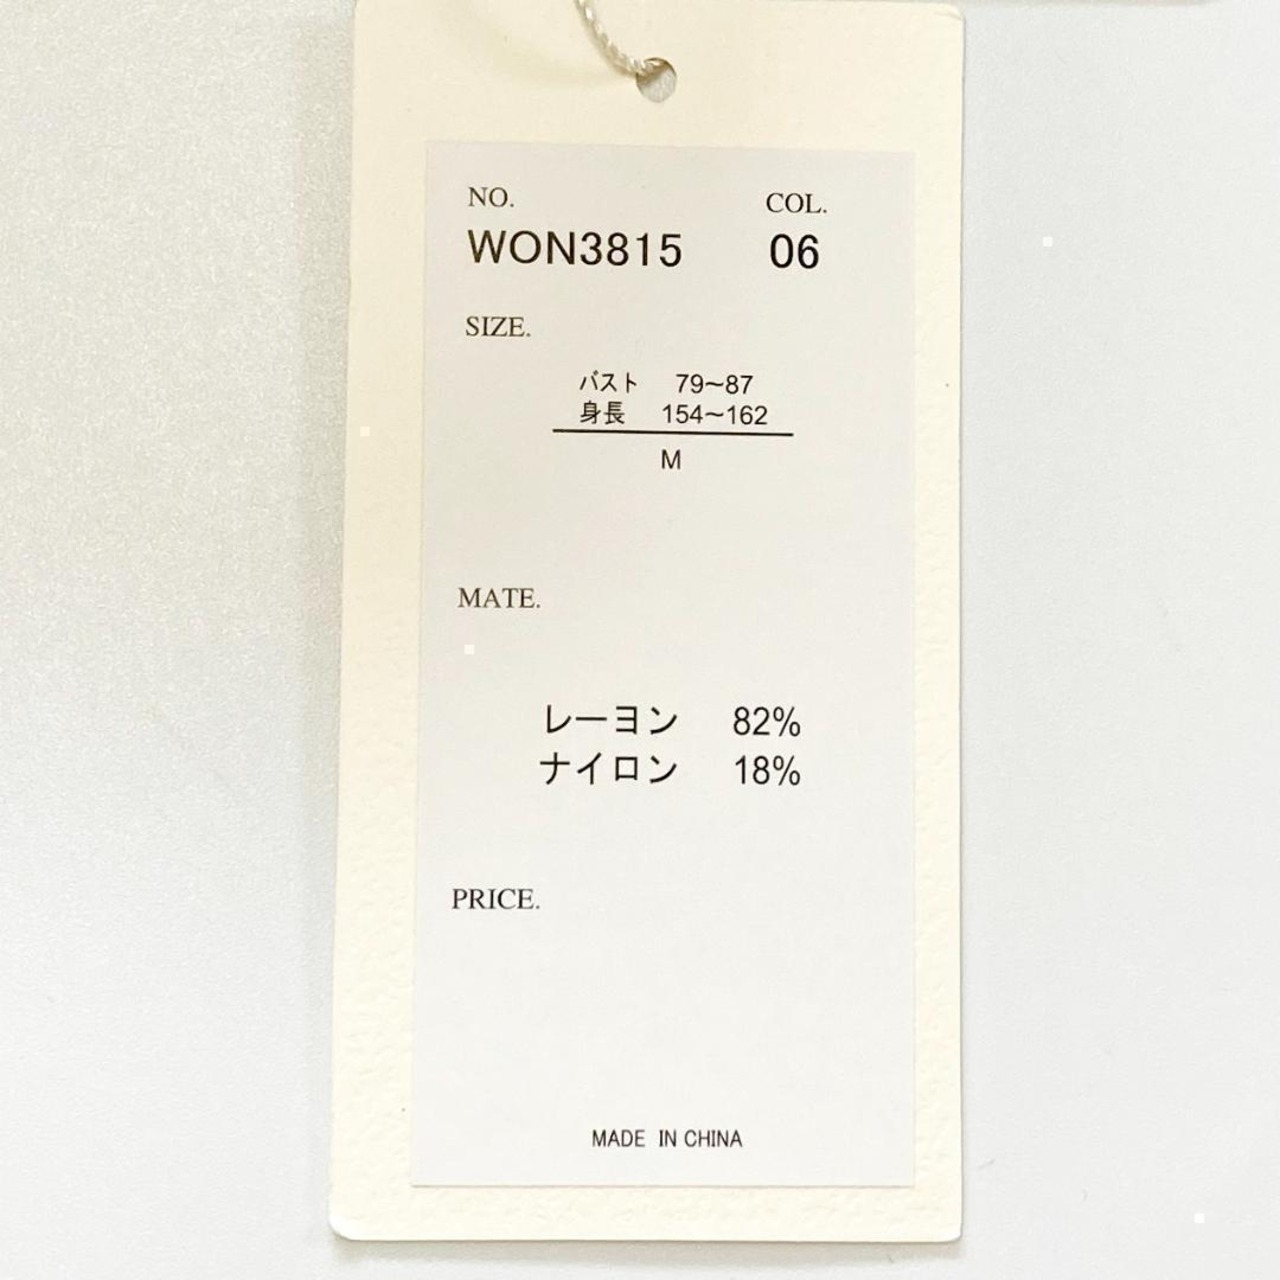 NO. COL.
WON3815 06
SIZE.
バスト 79~87
身長 154~162
M
MATE.
レーヨン 82%
ナイロン 18%
PRICE.
MADE IN CHINA